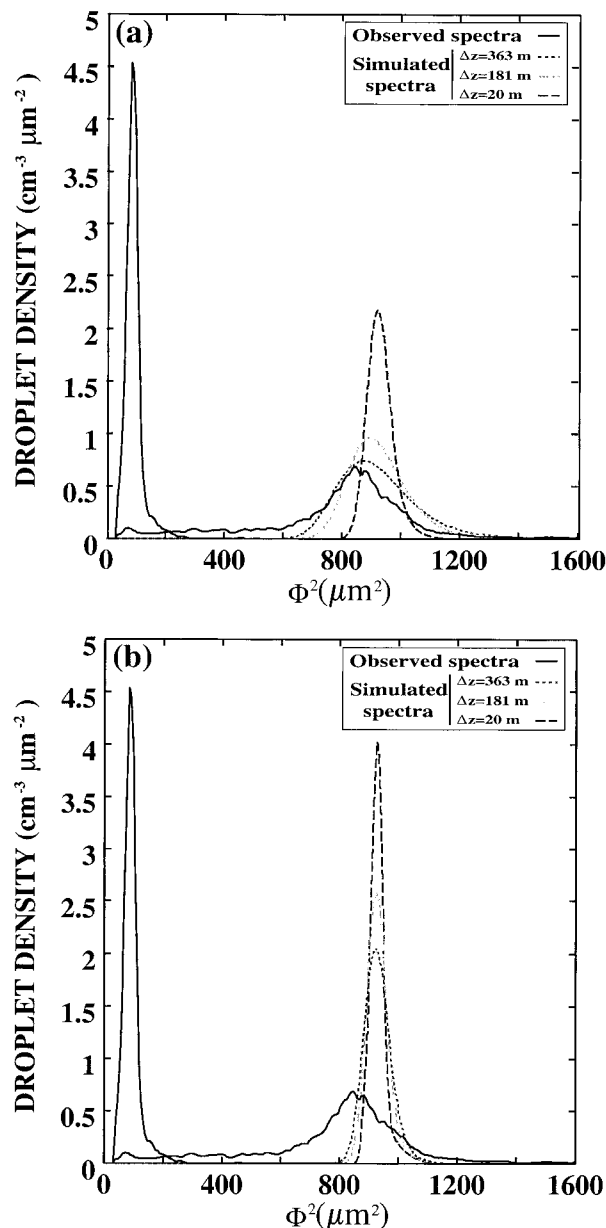 (a)
Observed spectra
Simulated spectra
Δz=363 m
Δz=181 m
Δz=20 m
DROPLET DENSITY (cm⁻³ μm⁻²)
5
4.5
4
3.5
3
2.5
2
1.5
1
0.5
0
0 400 800 1200 1600
Φ²(μm²)
(b)
Observed spectra
Simulated spectra
Δz=363 m
Δz=181 m
Δz=20 m
DROPLET DENSITY (cm⁻³ μm⁻²)
5
4.5
4
3.5
3
2.5
2
1.5
1
0.5
0
0 400 800 1200 1600
Φ²(μm²)